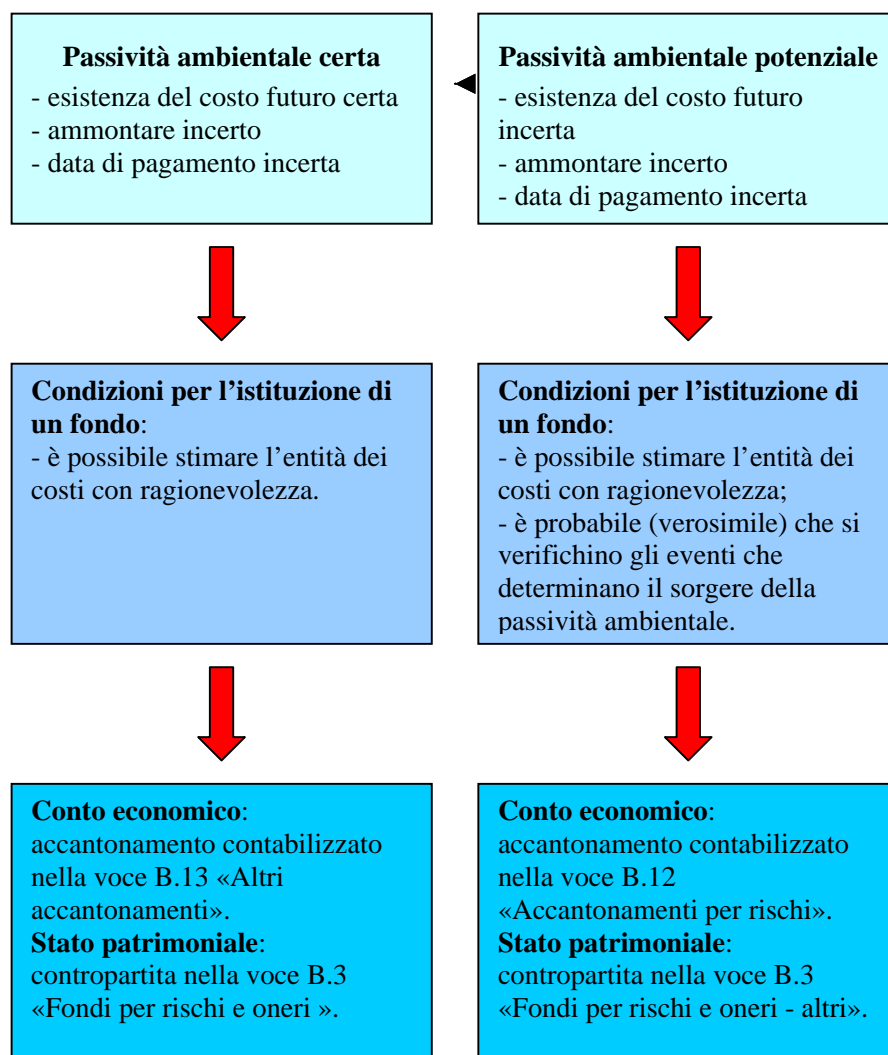 Passività ambientale certa
- esistenza del costo futuro certa
- ammontare incerto
- data di pagamento incerta
Passività ambientale potenziale
- esistenza del costo futuro
incerta
- ammontare incerto
- data di pagamento incerta
Condizioni per l’istituzione di
un fondo:
- è possibile stimare l’entità dei
costi con ragionevolezza.
Condizioni per l’istituzione di
un fondo:
- è possibile stimare l’entità dei
costi con ragionevolezza;
- è probabile (verosimile) che si
verifichino gli eventi che
determinano il sorgere della
passività ambientale.
Conto economico:
accantonamento contabilizzato
nella voce B.13 «Altri
accantonamenti».
Stato patrimoniale:
contropartita nella voce B.3
«Fondi per rischi e oneri ».
Conto economico:
accantonamento contabilizzato
nella voce B.12
«Accantonamenti per rischi».
Stato patrimoniale:
contropartita nella voce B.3
«Fondi per rischi e oneri - altri».